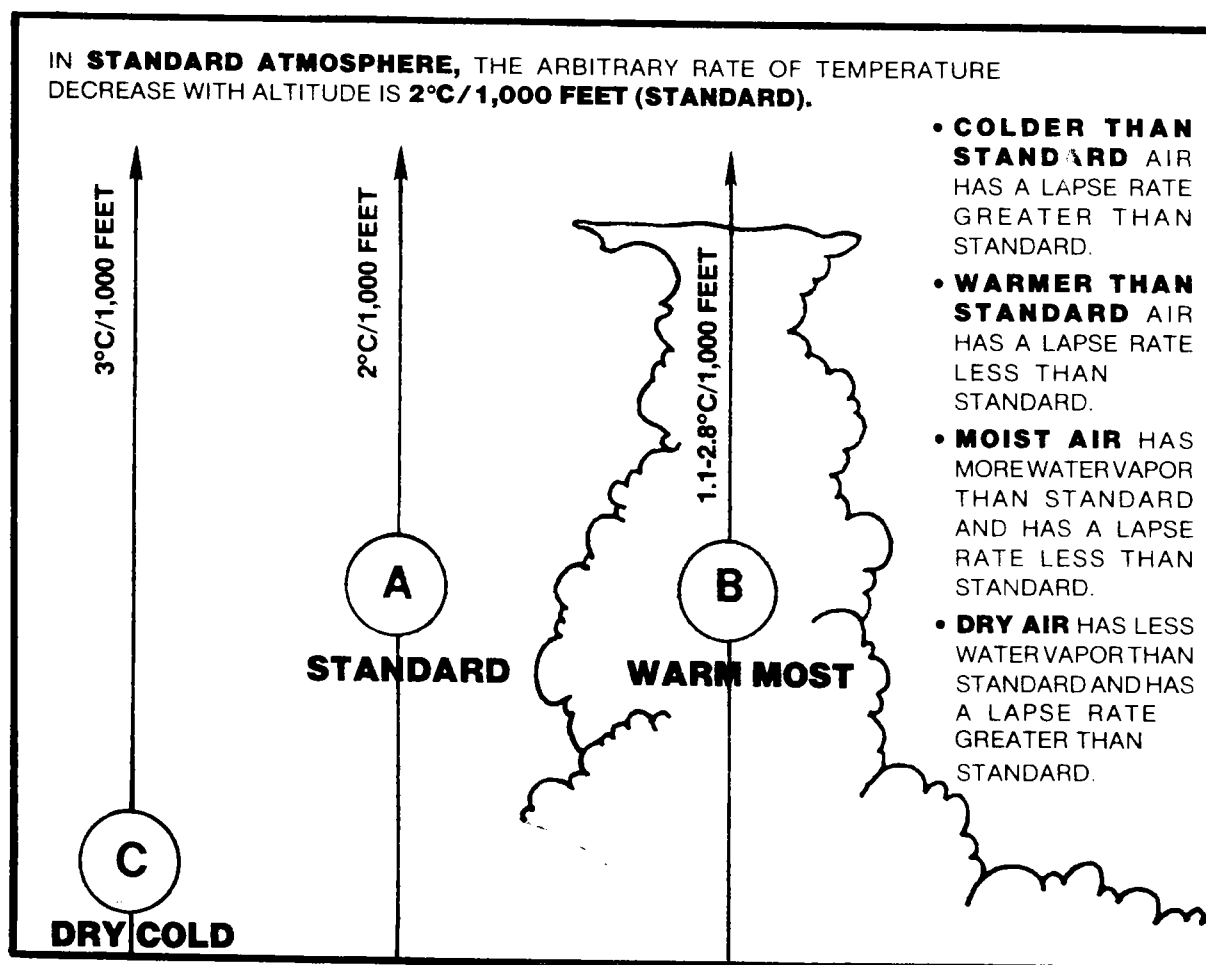 IN STANDARD ATMOSPHERE, THE ARBITRARY RATE OF TEMPERATURE
DECREASE WITH ALTITUDE IS 2°C/1,000 FEET (STANDARD).
3°C/1,000 FEET
2°C/1,000 FEET
1.1-2.8°C/1,000 FEET
C
DRY COLD
A
STANDARD
B
WARM MOST
• COLDER THAN
STANDARD AIR
HAS A LAPSE RATE
GREATER THAN
STANDARD.
• WARMER THAN
STANDARD AIR
HAS A LAPSE RATE
LESS THAN
STANDARD.
• MOIST AIR HAS
MORE WATER VAPOR
THAN STANDARD
AND HAS A LAPSE
RATE LESS THAN
STANDARD.
• DRY AIR HAS LESS
WATER VAPOR THAN
STANDARD AND HAS
A LAPSE RATE
GREATER THAN
STANDARD.